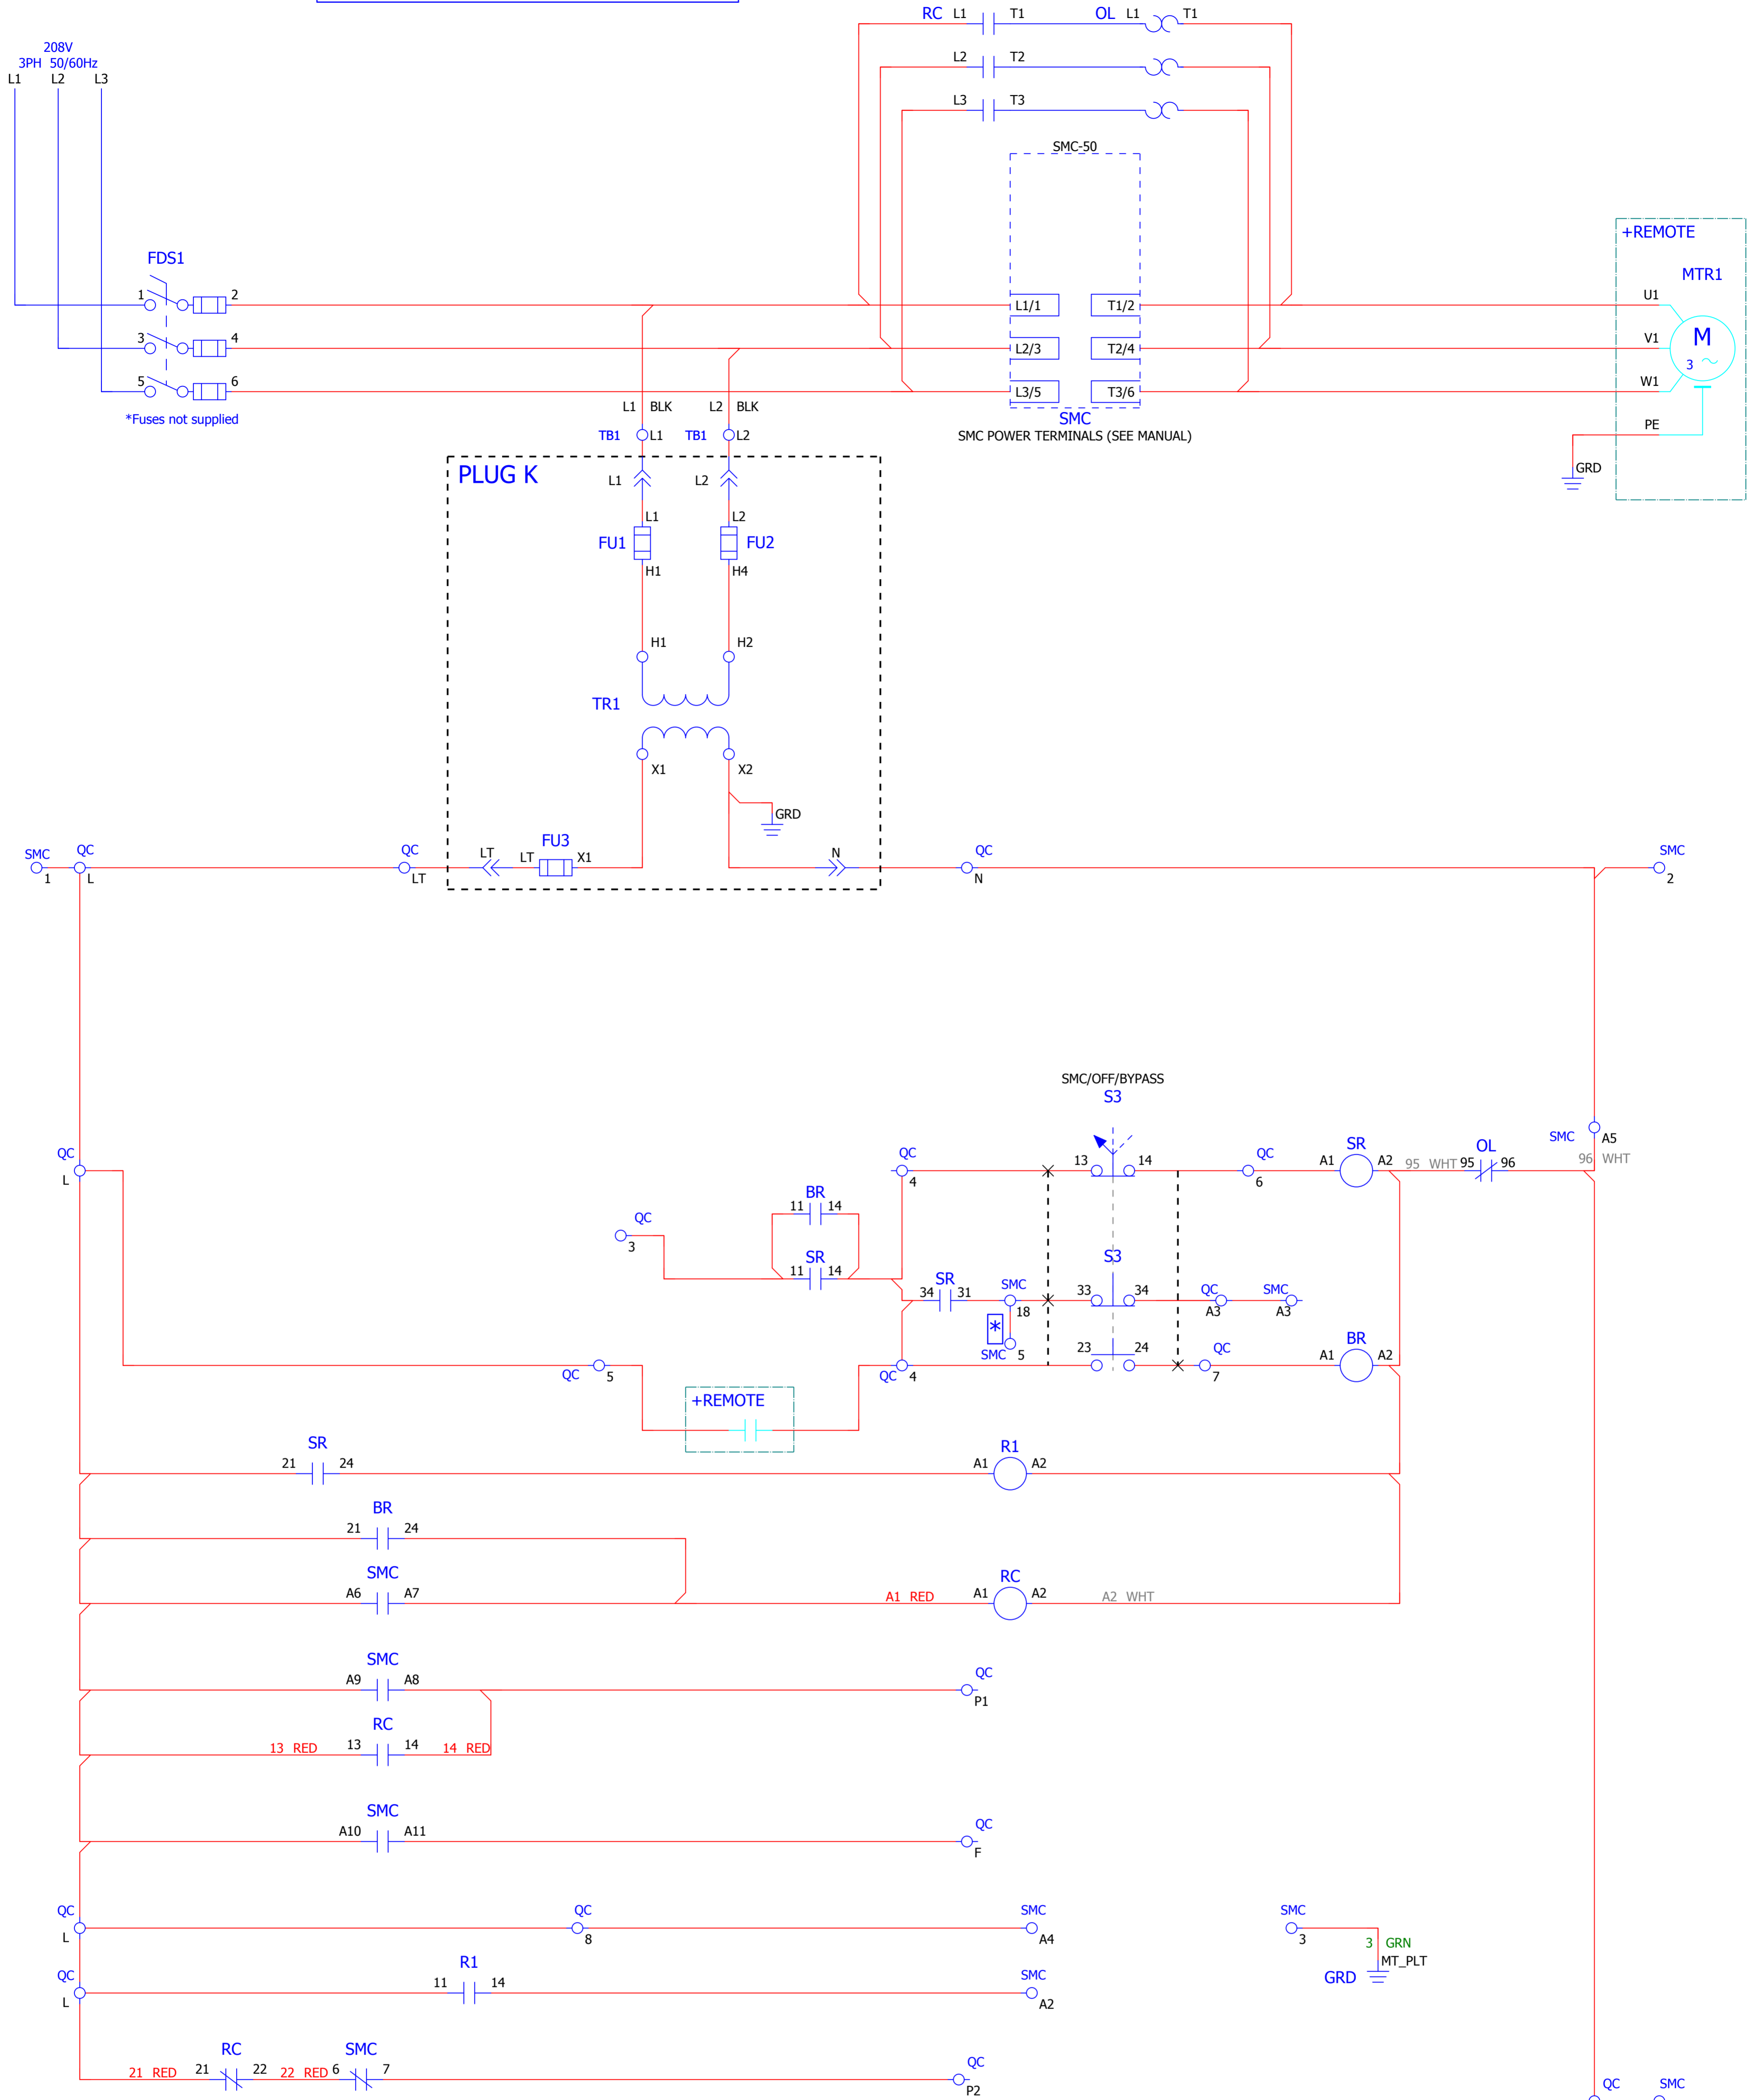 RC L1 T1 OL L1 T1
208V
3PH 50/60Hz
L1 L2 L3
L2 T2
L3 T3
SMC-50
+REMOTE
MTR1
FDS1
1 2 L1/1 T1/2 U1
3 4 L2/3 T2/4 V1
M
3
5 6 L3/5 T3/6 W1
*Fuses not supplied
L1 BLK L2 BLK
SMC
PE
TB1 L1 TB1 L2
SMC POWER TERMINALS (SEE MANUAL)
GRD
PLUG K
L1 L2
L1 L2
FU1 FU2
H1 H4
H1 H2
TR1
X1 X2
GRD
SMC QC QC FU3 QC SMC
LT LT X1 N
1 L LT N 2
SMC/OFF/BYPASS
S3
SMC A5
QC QC 13 14 QC SR OL
A1 A2 95 WHT 95 96 96 WHT
L 4 6
BR
11 14
QC
3
SR
11 14
S3
SR
34 31 SMC 33 34 QC SMC
18 A3 A3
*
SMC 5
23 24 QC BR
A1 A2
QC 5 QC 4 7
+REMOTE
SR
21 24
R1
A1 A2
BR
21 24
SMC
A6 A7
RC
A1 RED A1 A2 A2 WHT
SMC
A9 A8
QC
P1
RC
13 RED 13 14 14 RED
SMC
A10 A11
QC
F
QC QC SMC SMC
L 8 A4 3
3 GRN
MT_PLT
GRD
QC R1 SMC
11 14
L A2
RC SMC
21 RED 21 22 22 RED 6 7
QC
P2
QC SMC